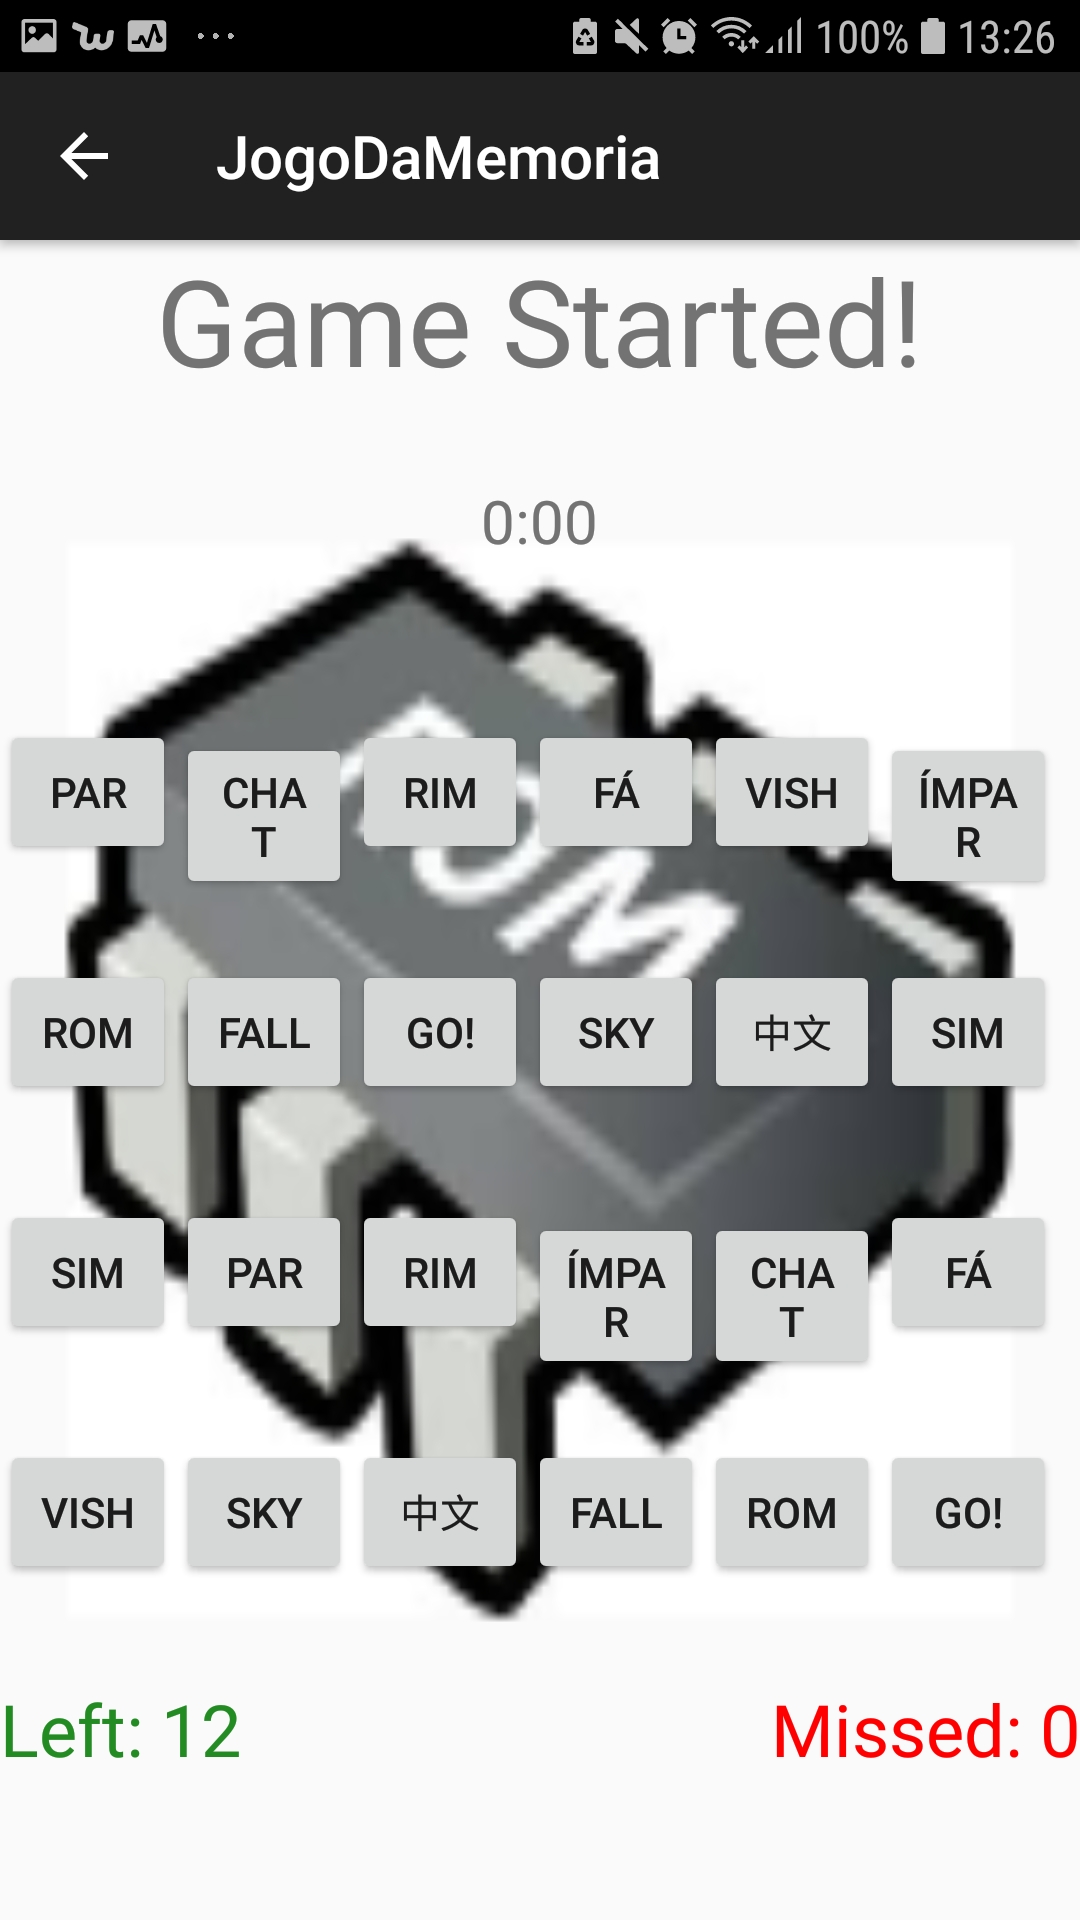 100% 13:26
JogoDaMemoria
Game Started!
0:00
PAR CHA RIM FÁ VISH ÍMPA
T R
ROM FALL GO! SKY 中文 SIM
SIM PAR RIM ÍMPA CHA FÁ
R T
VISH SKY 中文 FALL ROM GO!
Left: 12 Missed: 0